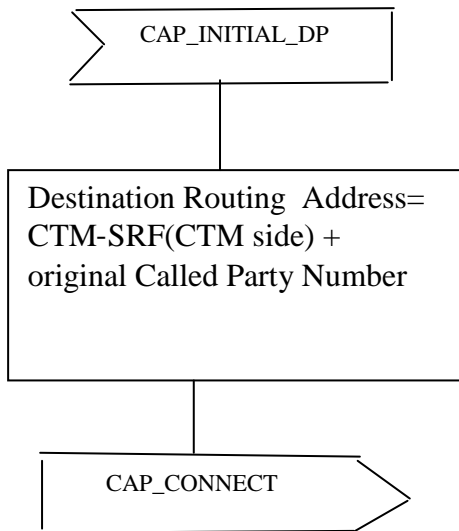 CAP_INITIAL_DP
Destination Routing Address=
CTM-SRF(CTM side) +
original Called Party Number
CAP_CONNECT